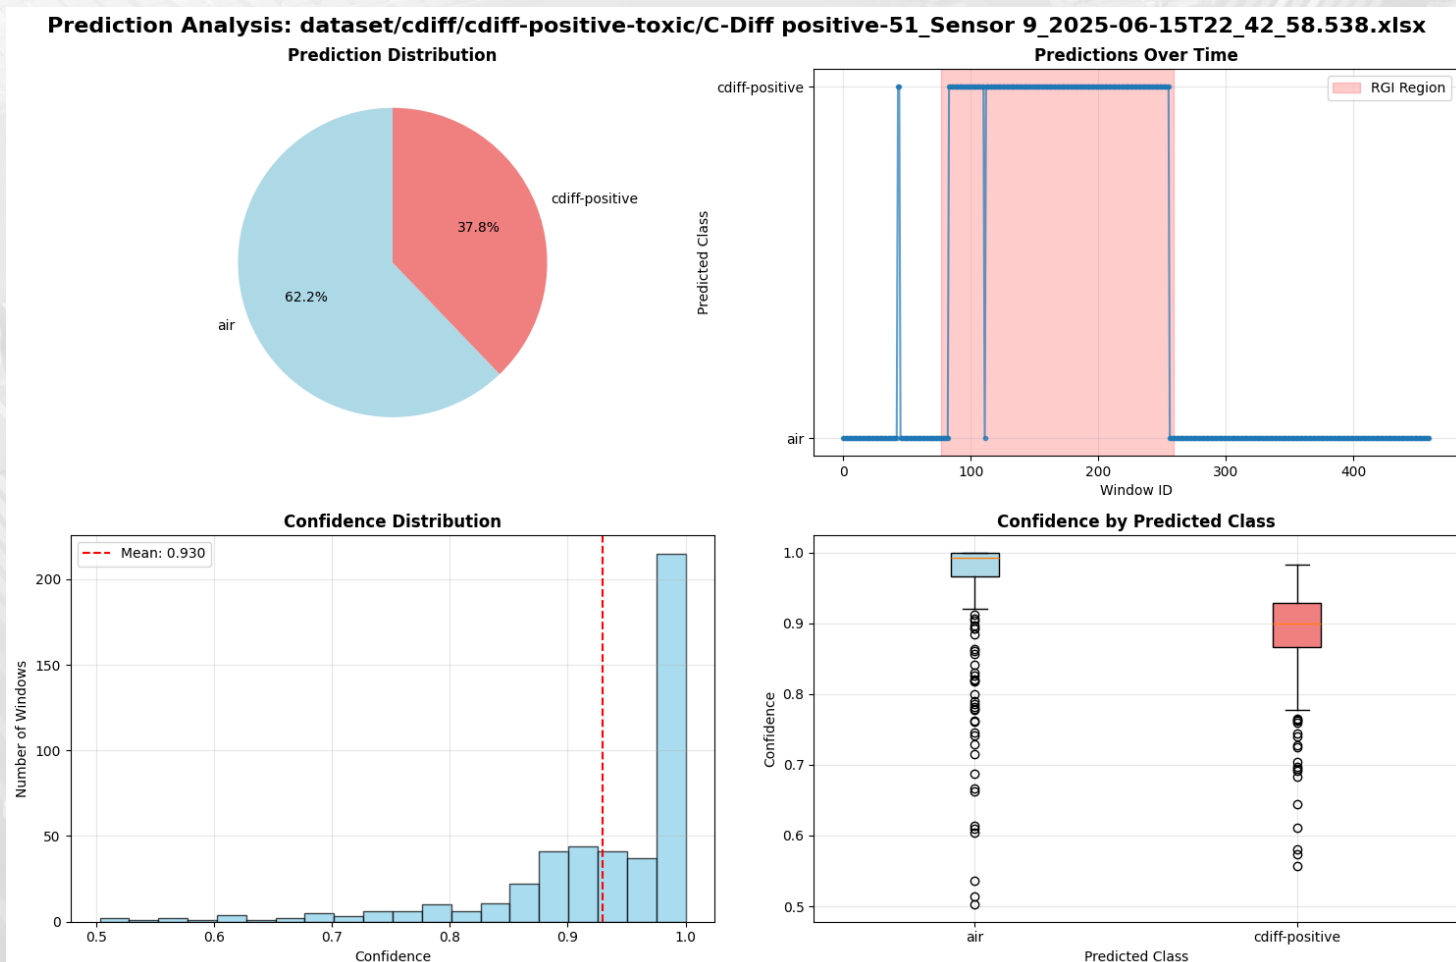 Prediction Analysis: dataset/cdiff/cdiff-positive-toxic/C-Diff positive-51_Sensor 9_2025-06-15T22_42_58.538.xlsx
Prediction Distribution
cdiff-positive
37.8%
62.2%
air
Predictions Over Time
RGI Region
cdiff-positive
air
Predicted Class
0 100 200 300 400
Window ID
Confidence Distribution
Mean: 0.930
200
150
100
50
0
Number of Windows
0.5 0.6 0.7 0.8 0.9 1.0
Confidence
Confidence by Predicted Class
1.0
0.9
0.8
0.7
0.6
0.5
Confidence
air cdiff-positive
Predicted Class